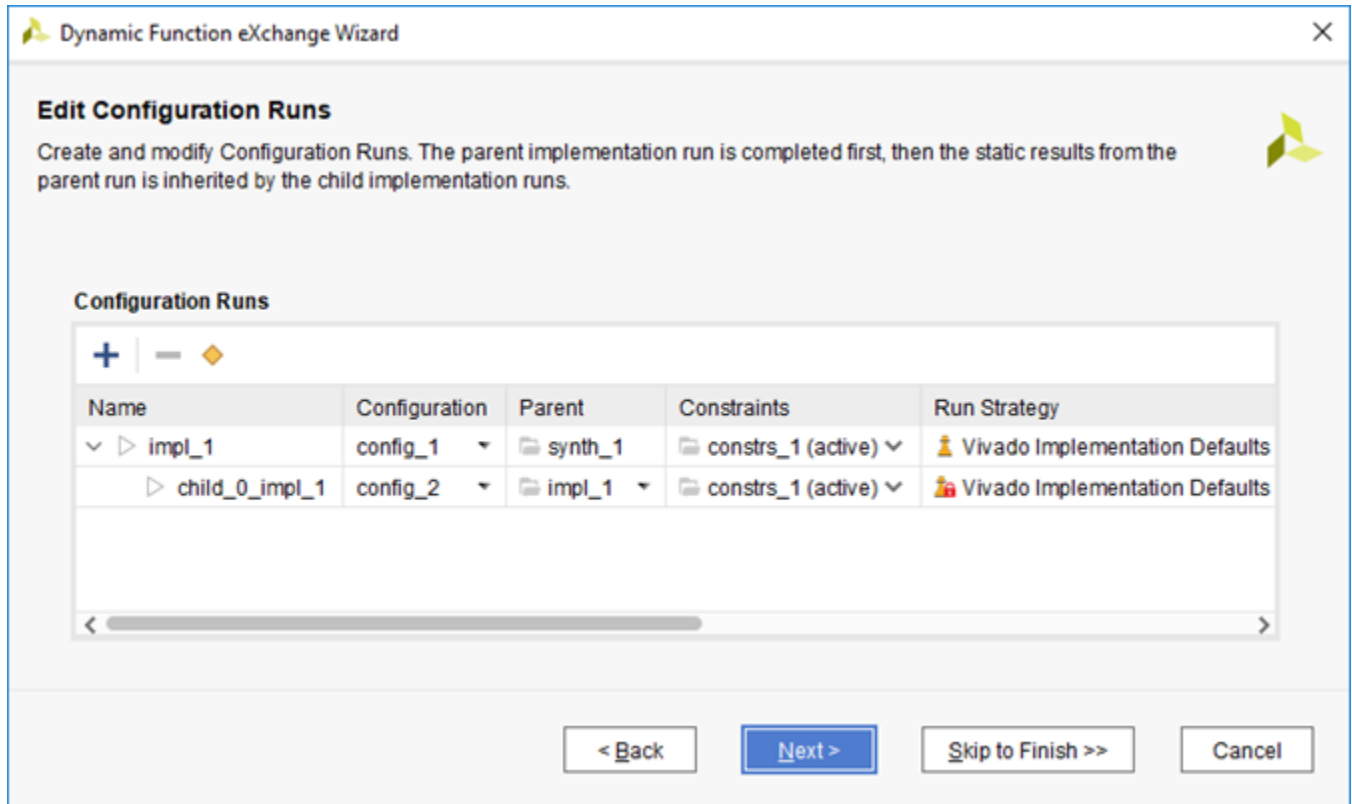 Dynamic Function eXchange Wizard
Edit Configuration Runs
Create and modify Configuration Runs. The parent implementation run is completed first, then the static results from the
parent run is inherited by the child implementation runs.
Configuration Runs
Name Configuration Parent Constraints Run Strategy
impl_1 config_1 synth_1 constrs_1 (active) Vivado Implementation Defaults
child_0_impl_1 config_2 impl_1 constrs_1 (active) Vivado Implementation Defaults
< Back Next > Skip to Finish >> Cancel